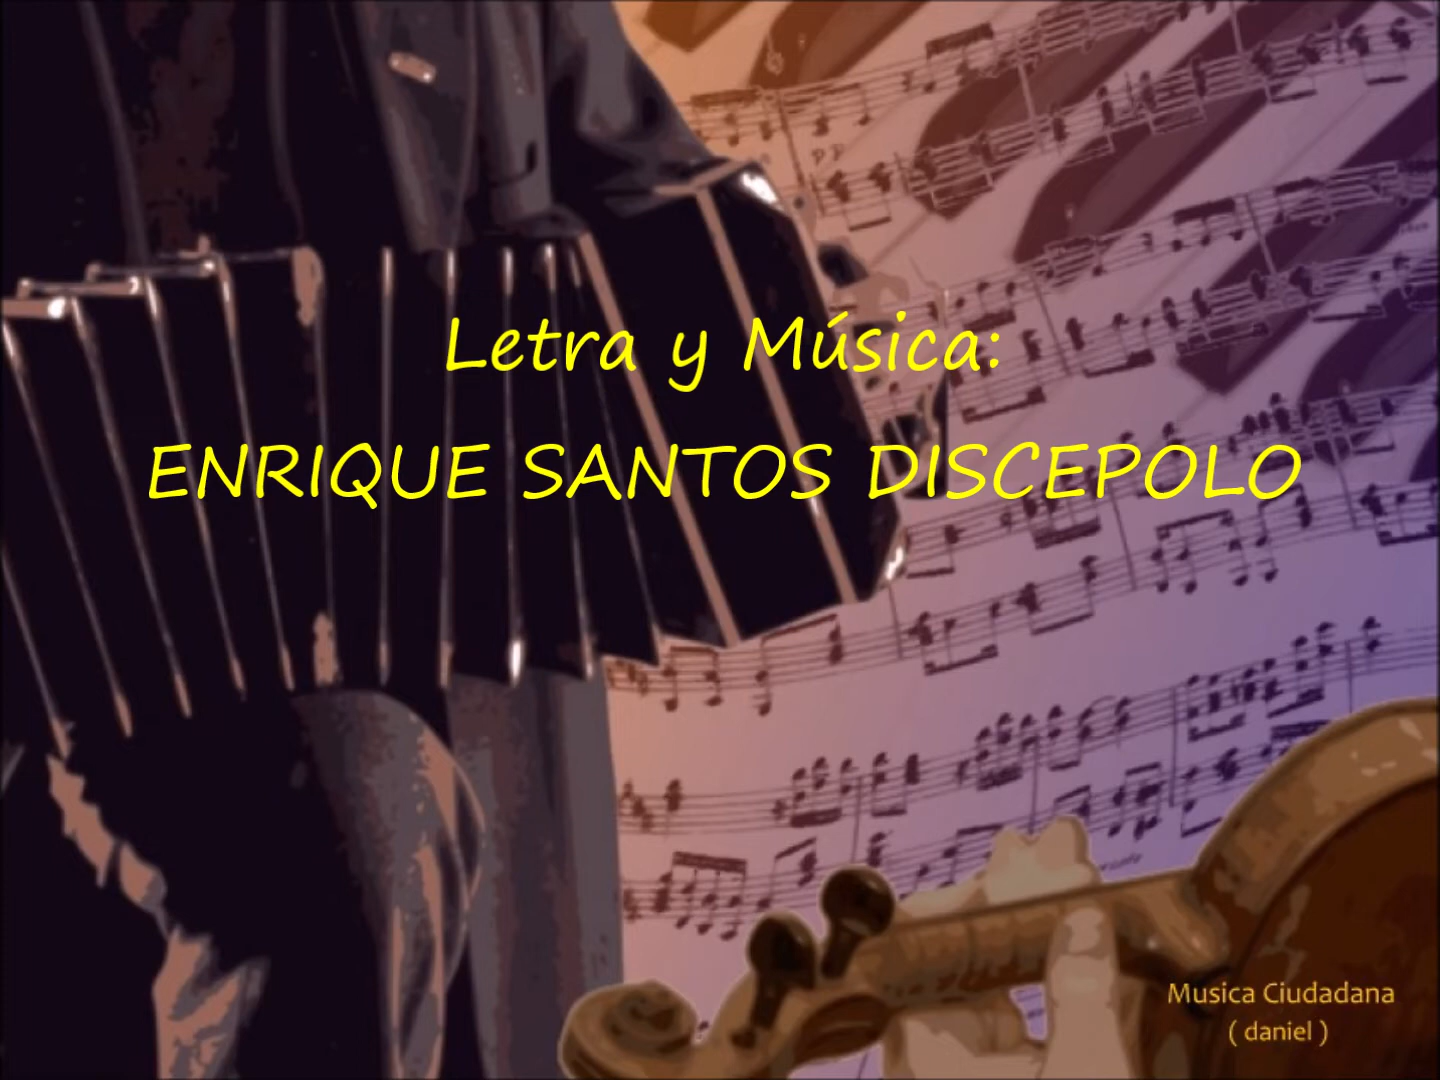 Letra y Música:
ENRIQUE SANTOS DISCEPOLO
Musica Ciudadana
( daniel )